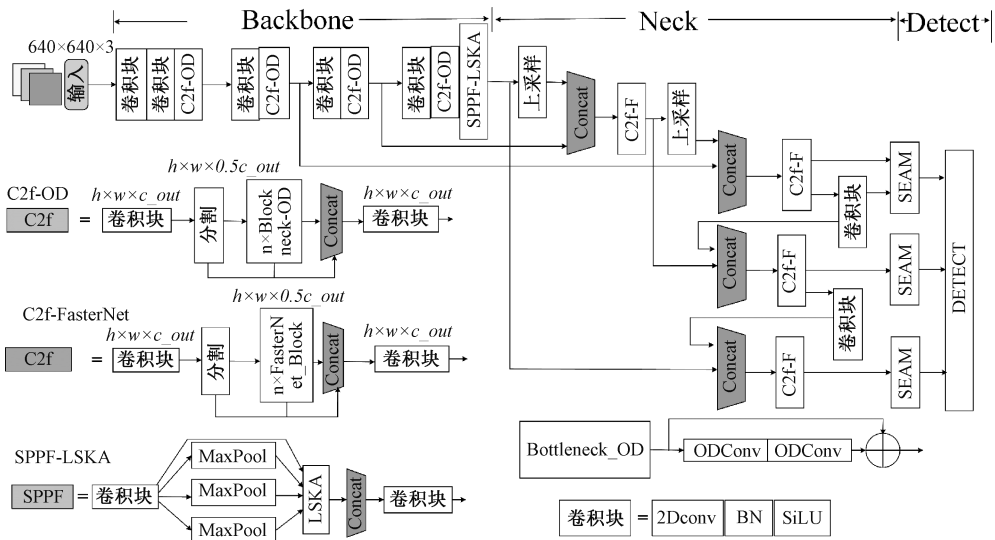 Backbone
Neck
Detect
640×640×3
输入
卷积块
卷积块
C2f-OD
卷积块
C2f-OD
卷积块
C2f-OD
卷积块
C2f-OD
SPPF-LSKA
上采样
Concat
C2f-F
上采样
Concat
C2f-F
卷积块
SEAM
Concat
C2f-F
卷积块
SEAM
Concat
C2f-F
SEAM
DETECT
C2f-OD
C2f
=
h×w×c_out
卷积块
分割
h×w×0.5c_out
n×Block
neck-OD
Concat
h×w×c_out
卷积块
C2f-FasterNet
C2f
=
h×w×c_out
卷积块
分割
h×w×0.5c_out
n×FasterN
et_Block
Concat
h×w×c_out
卷积块
SPPF-LSKA
SPPF
=
卷积块
MaxPool
MaxPool
MaxPool
LSKA
Concat
卷积块
Bottleneck_OD
ODConv
ODConv
卷积块
=
2Dconv
BN
SiLU